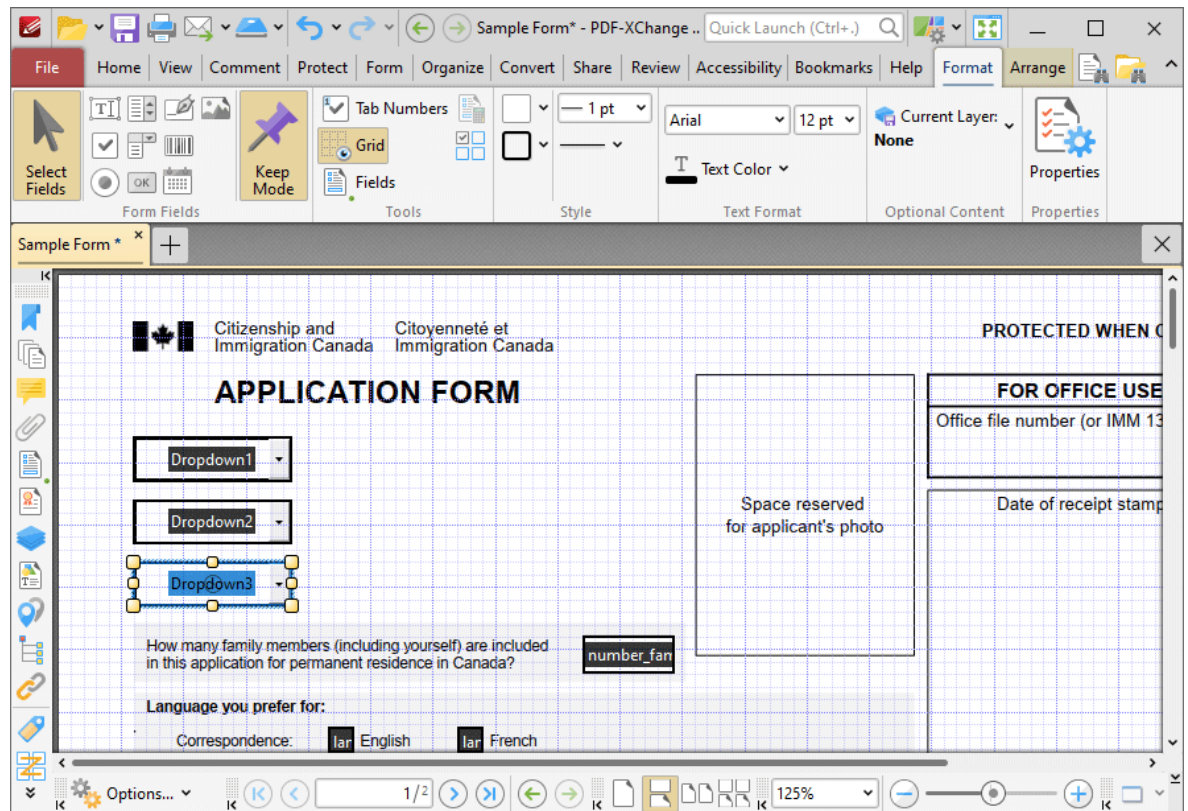 Sample Form* - PDF-XChange ..
Quick Launch (Ctrl+.)
File Home View Comment Protect Form Organize Convert Share Review Accessibility Bookmarks Help Format Arrange
Select Fields
OK
Keep Mode
Form Fields
Tab Numbers
Grid
Fields
Tools
1 pt
Style
Arial
12 pt
Text Color
Text Format
Current Layer:
None
Optional Content
Properties
Properties
Sample Form *
Citizenship and
Immigration Canada
Citoyenneté et
Immigration Canada
PROTECTED WHEN
APPLICATION FORM
FOR OFFICE USE
Office file number (or IMM 13
Dropdown1
Dropdown2
Dropdown3
Space reserved
for applicant's photo
Date of receipt stamp
How many family members (including yourself) are included
in this application for permanent residence in Canada?
number_fam
Language you prefer for:
Correspondence: lar English lar French
Options...
1/2
125%